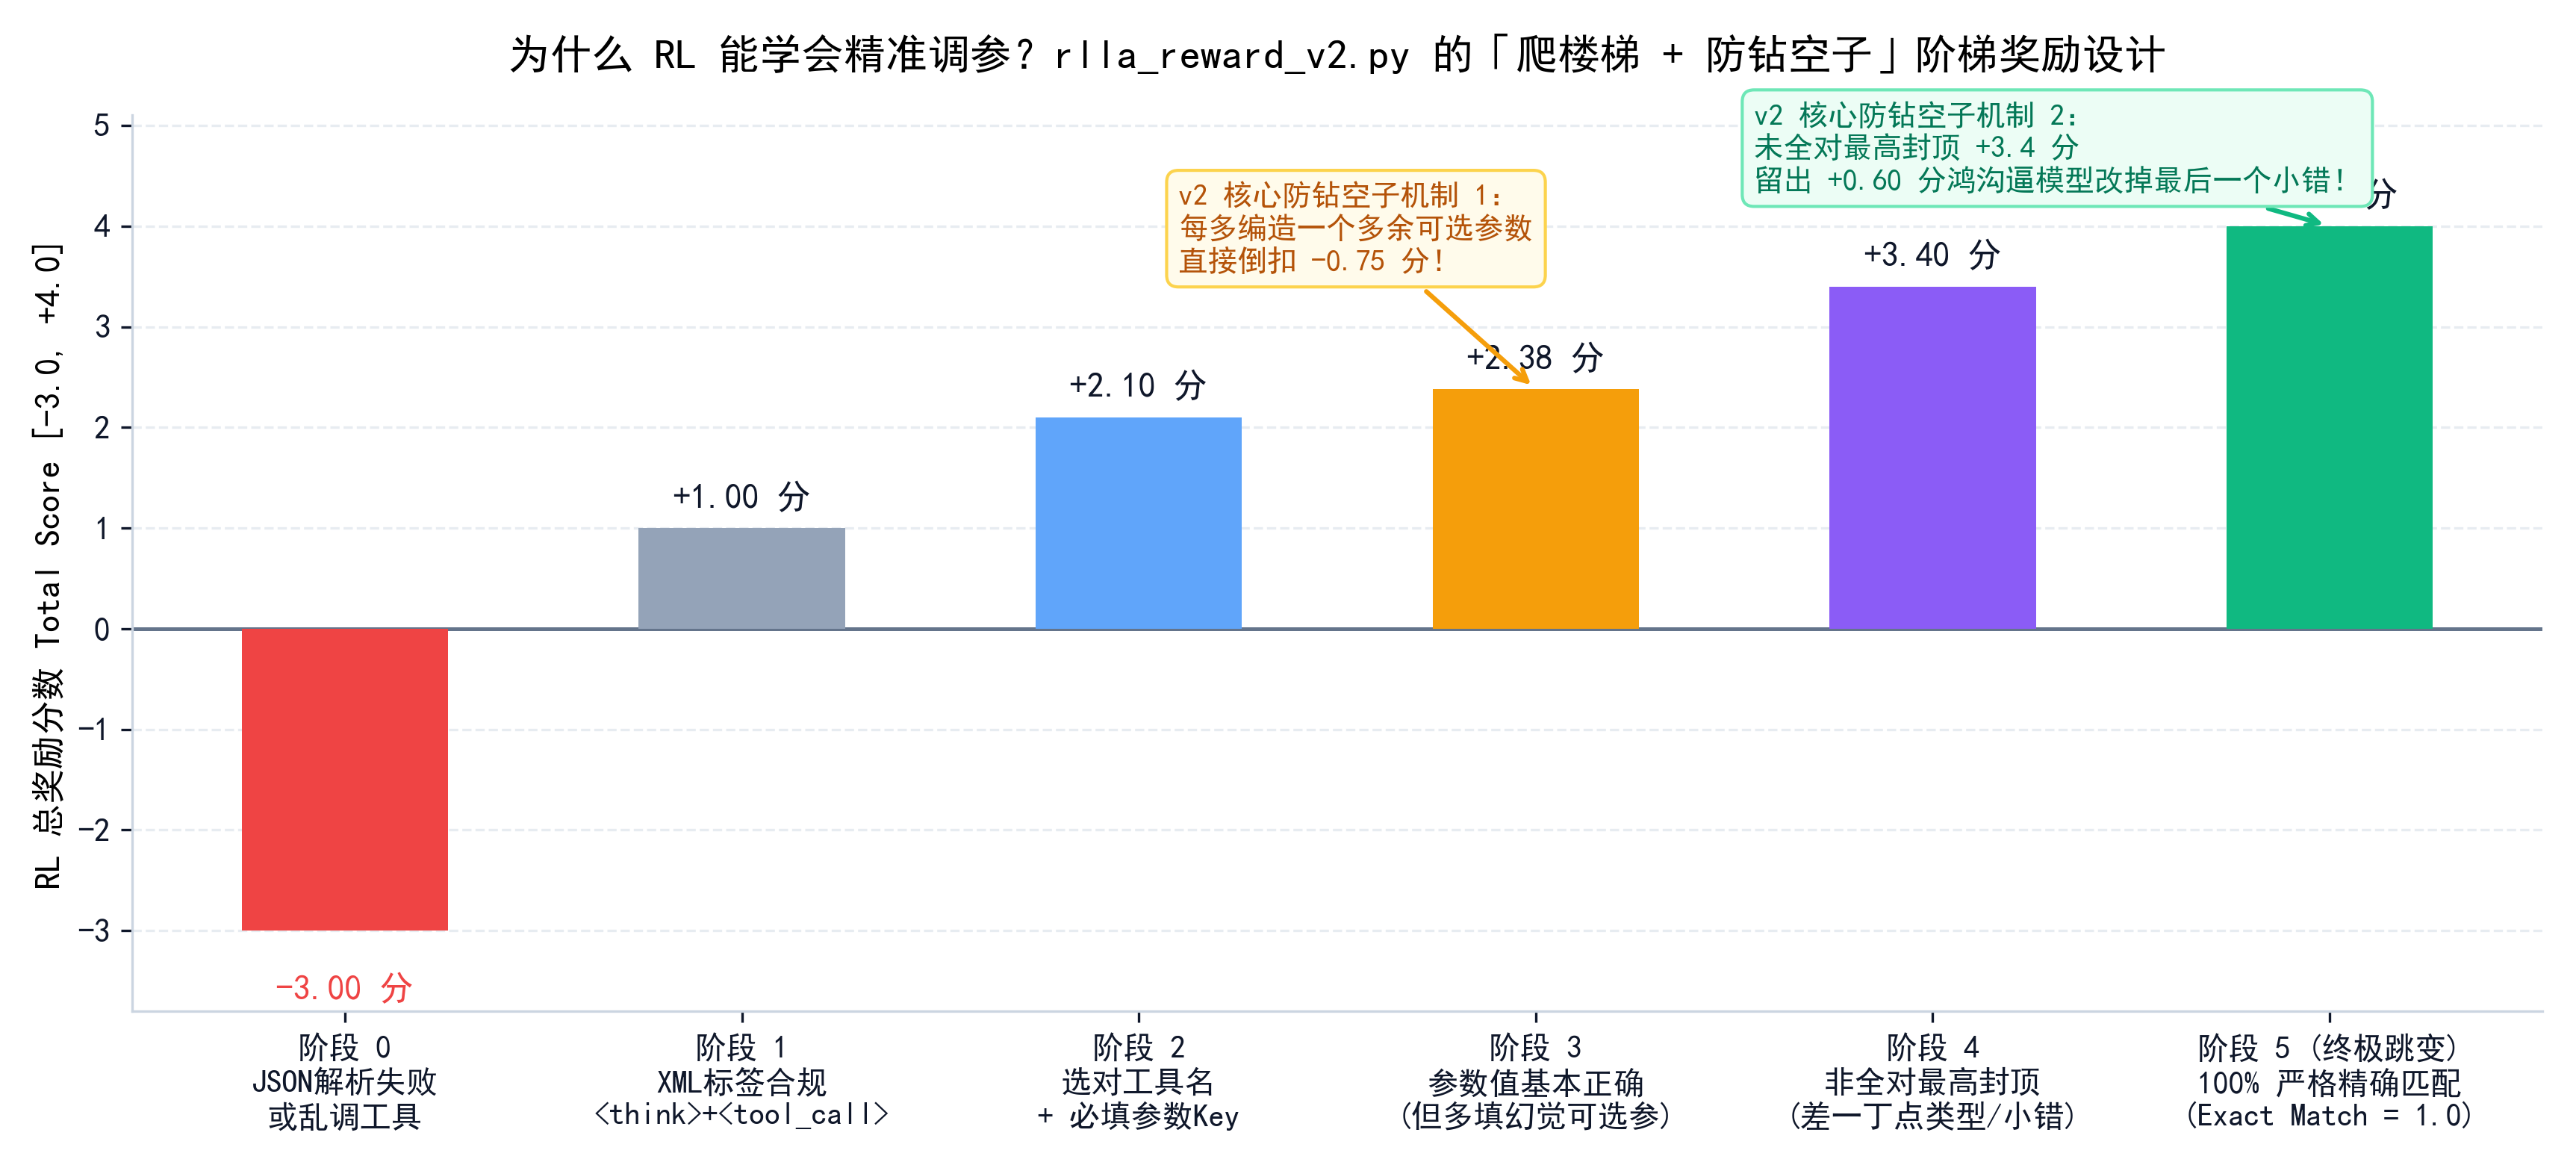 为什么 RL 能学会精准调参？rlla_reward_v2.py 的「爬楼梯 + 防钻空子」阶梯奖励设计
RL 总奖励分数 Total Score [-3.0, +4.0]
5
4
3
2
1
0
-1
-2
-3
v2 核心防钻空子机制 1：
每多编造一个多余可选参数
直接倒扣 -0.75 分！
v2 核心防钻空子机制 2：
未全对最高封顶 +3.4 分
留出 +0.60 分鸿沟逼模型改掉最后一个小错！
-3.00 分
+1.00 分
+2.10 分
+2.38 分
+3.40 分
分
阶段 0
JSON解析失败
或乱调工具
阶段 1
XML标签合规
<think>+<tool_call>
阶段 2
选对工具名
+ 必填参数Key
阶段 3
参数值基本正确
(但多填幻觉可选参)
阶段 4
非全对最高封顶
(差一丁点类型/小错)
阶段 5 (终极跳变)
100% 严格精确匹配
(Exact Match = 1.0)